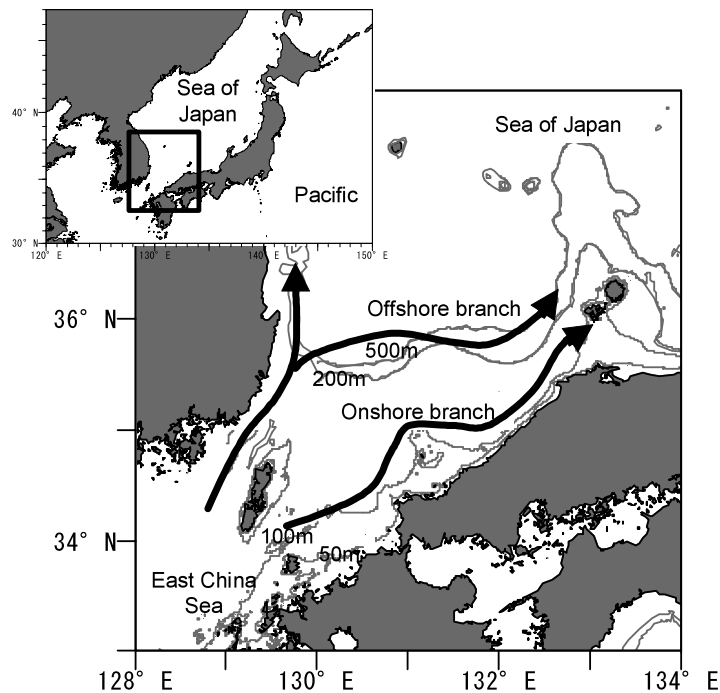 Sea of
Japan
40° N
Pacific
30° N
120° E
130° E
140° E
150° E
Sea of Japan
36° N
Offshore branch
500m
200m
Onshore branch
34° N
100m
50m
East China
Sea
128° E
130° E
132° E
134° E